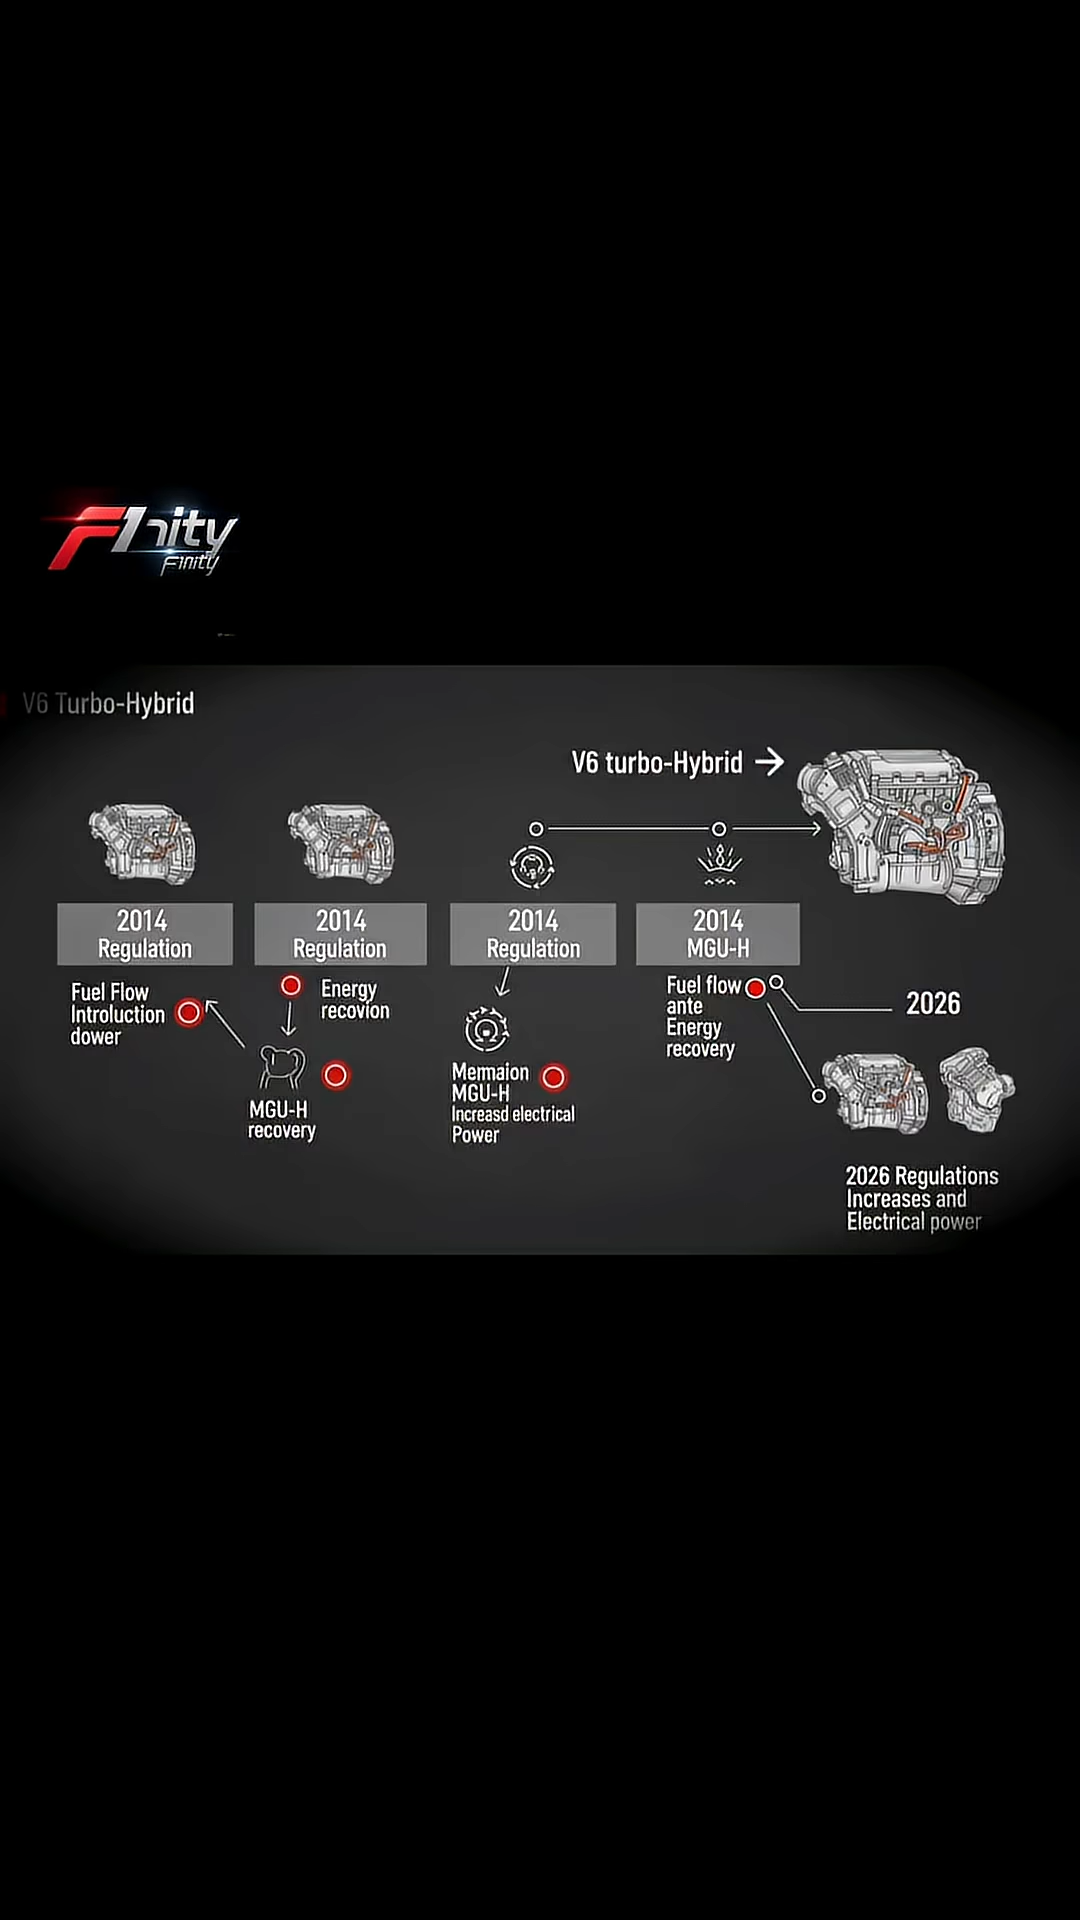 F1nity
F1nity
V6 Turbo-Hybrid
V6 turbo-Hybrid
2014
Regulation
2014
Regulation
2014
Regulation
2014
MGU-H
Fuel Flow
Introluction
dower
Energy
recovion
MGU-H
recovery
Memaion
MGU-H
Increasd electrical
Power
Fuel flow
ante
Energy
recovery
2026
2026 Regulations
Increases and
Electrical power